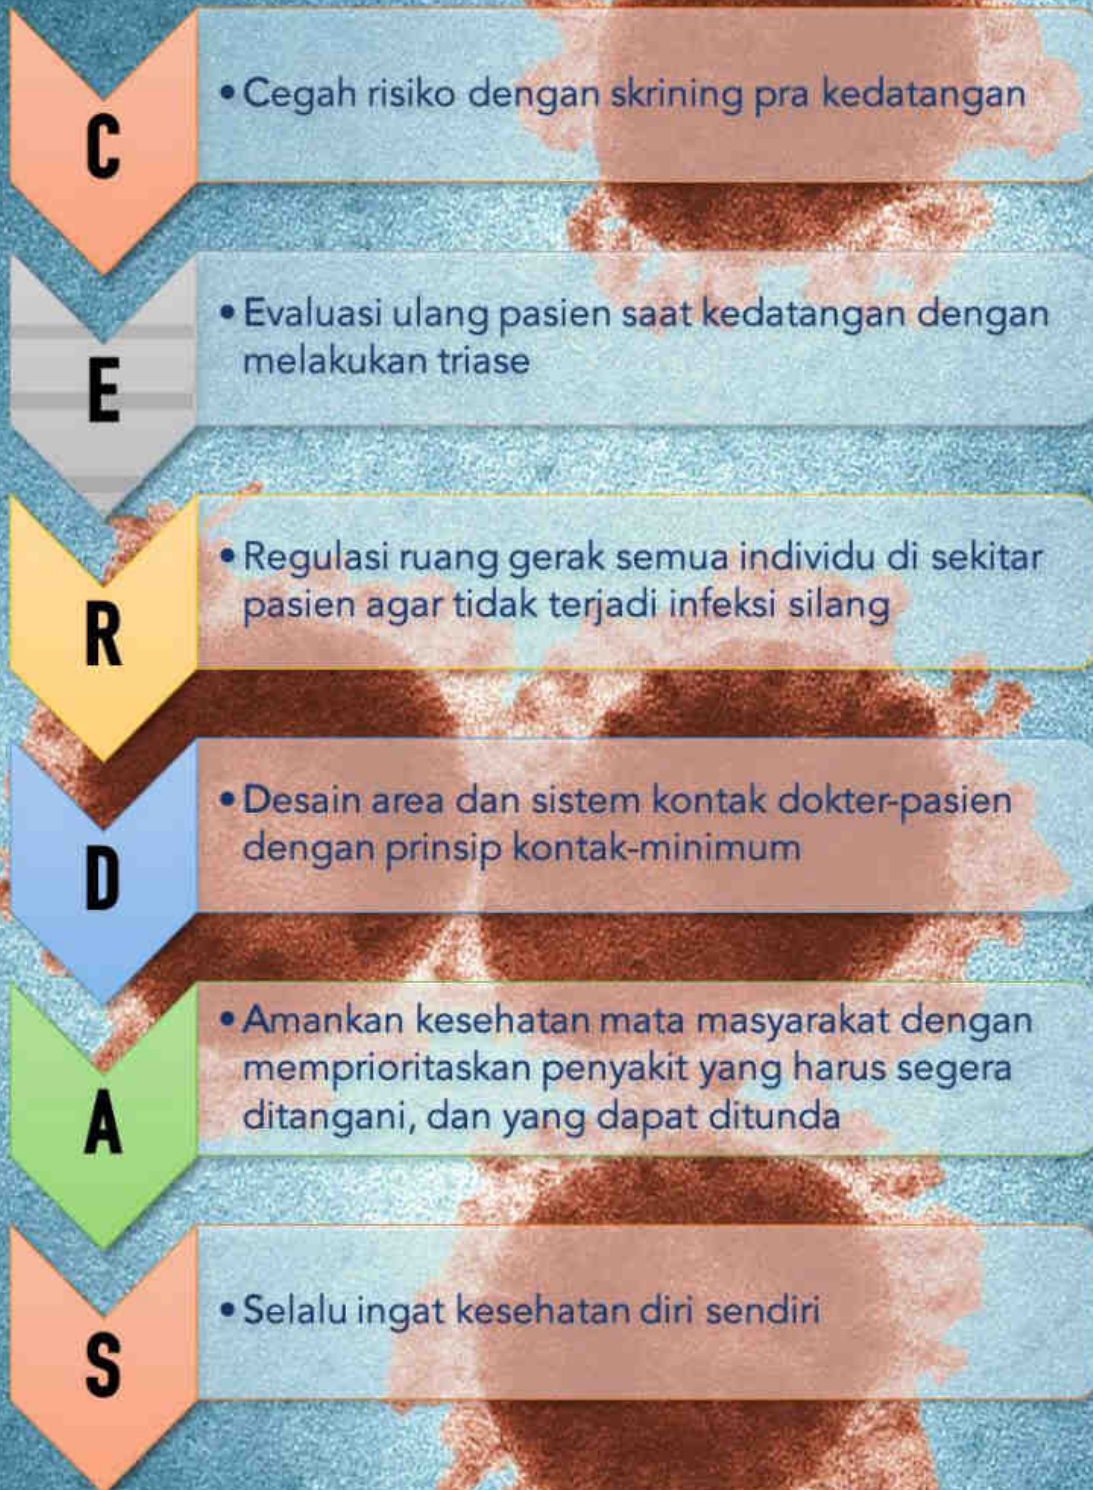 C
• Cegah risiko dengan skrining pra kedatangan
E
• Evaluasi ulang pasien saat kedatangan dengan
melakukan triase
R
• Regulasi ruang gerak semua individu di sekitar
pasien agar tidak terjadi infeksi silang
D
• Desain area dan sistem kontak dokter-pasien
dengan prinsip kontak-minimum
A
• Amankan kesehatan mata masyarakat dengan
memprioritaskan penyakit yang harus segera
ditangani, dan yang dapat ditunda
S
• Selalu ingat kesehatan diri sendiri